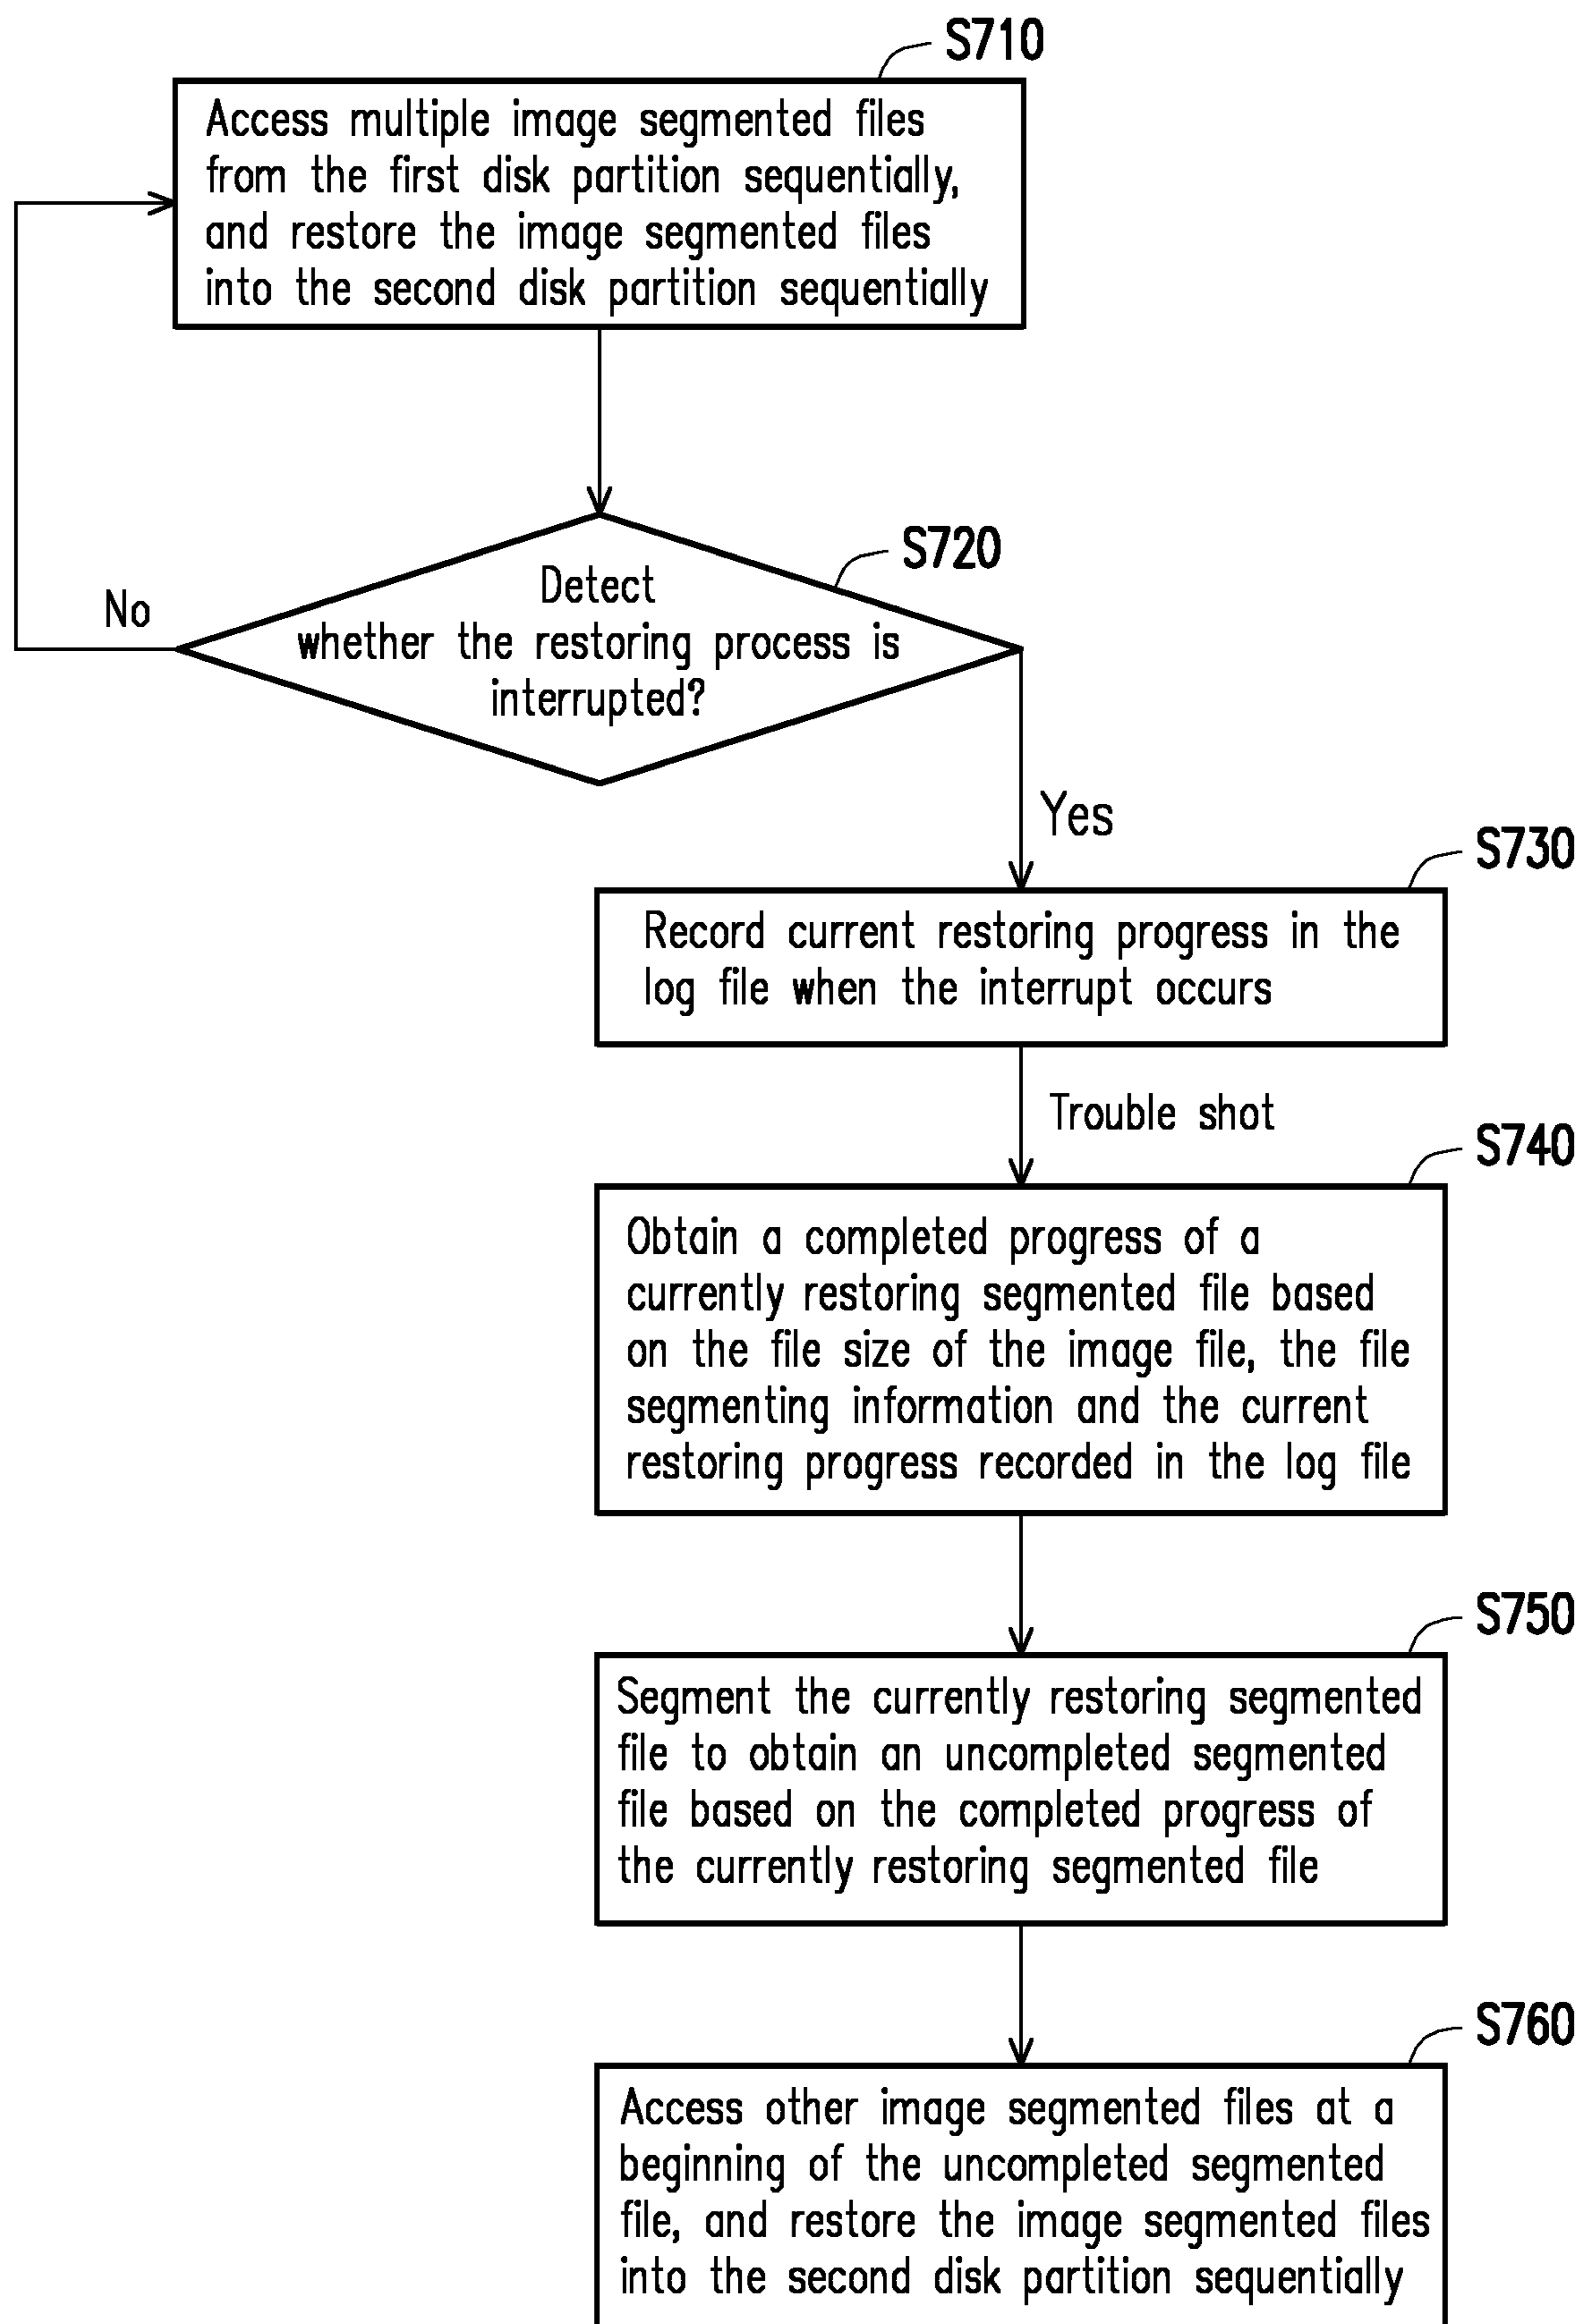 S710
Access multiple image segmented files
from the first disk partition sequentially,
and restore the image segmented files
into the second disk partition sequentially
S720
Detect
whether the restoring process is
interrupted?
No
Yes
S730
Record current restoring progress in the
log file when the interrupt occurs
Trouble shot
S740
Obtain a completed progress of a
currently restoring segmented file based
on the file size of the image file, the file
segmenting information and the current
restoring progress recorded in the log file
S750
Segment the currently restoring segmented
file to obtain an uncompleted segmented
file based on the completed progress of
the currently restoring segmented file
S760
Access other image segmented files at a
beginning of the uncompleted segmented
file, and restore the image segmented files
into the second disk partition sequentially